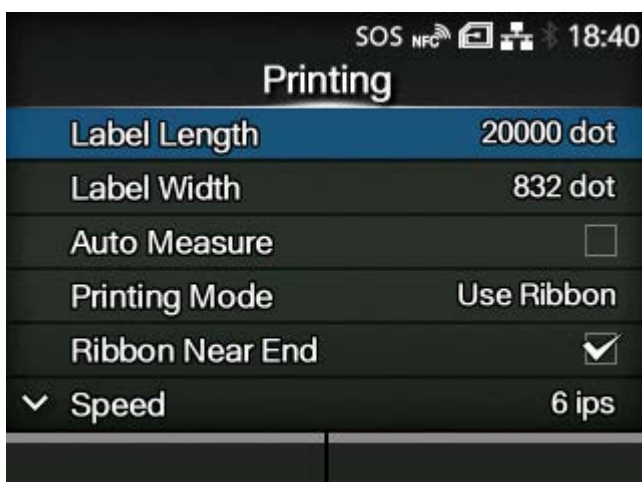 SOS NFC 18:40
Printing
Label Length 20000 dot
Label Width 832 dot
Auto Measure
Printing Mode Use Ribbon
Ribbon Near End
Speed 6 ips